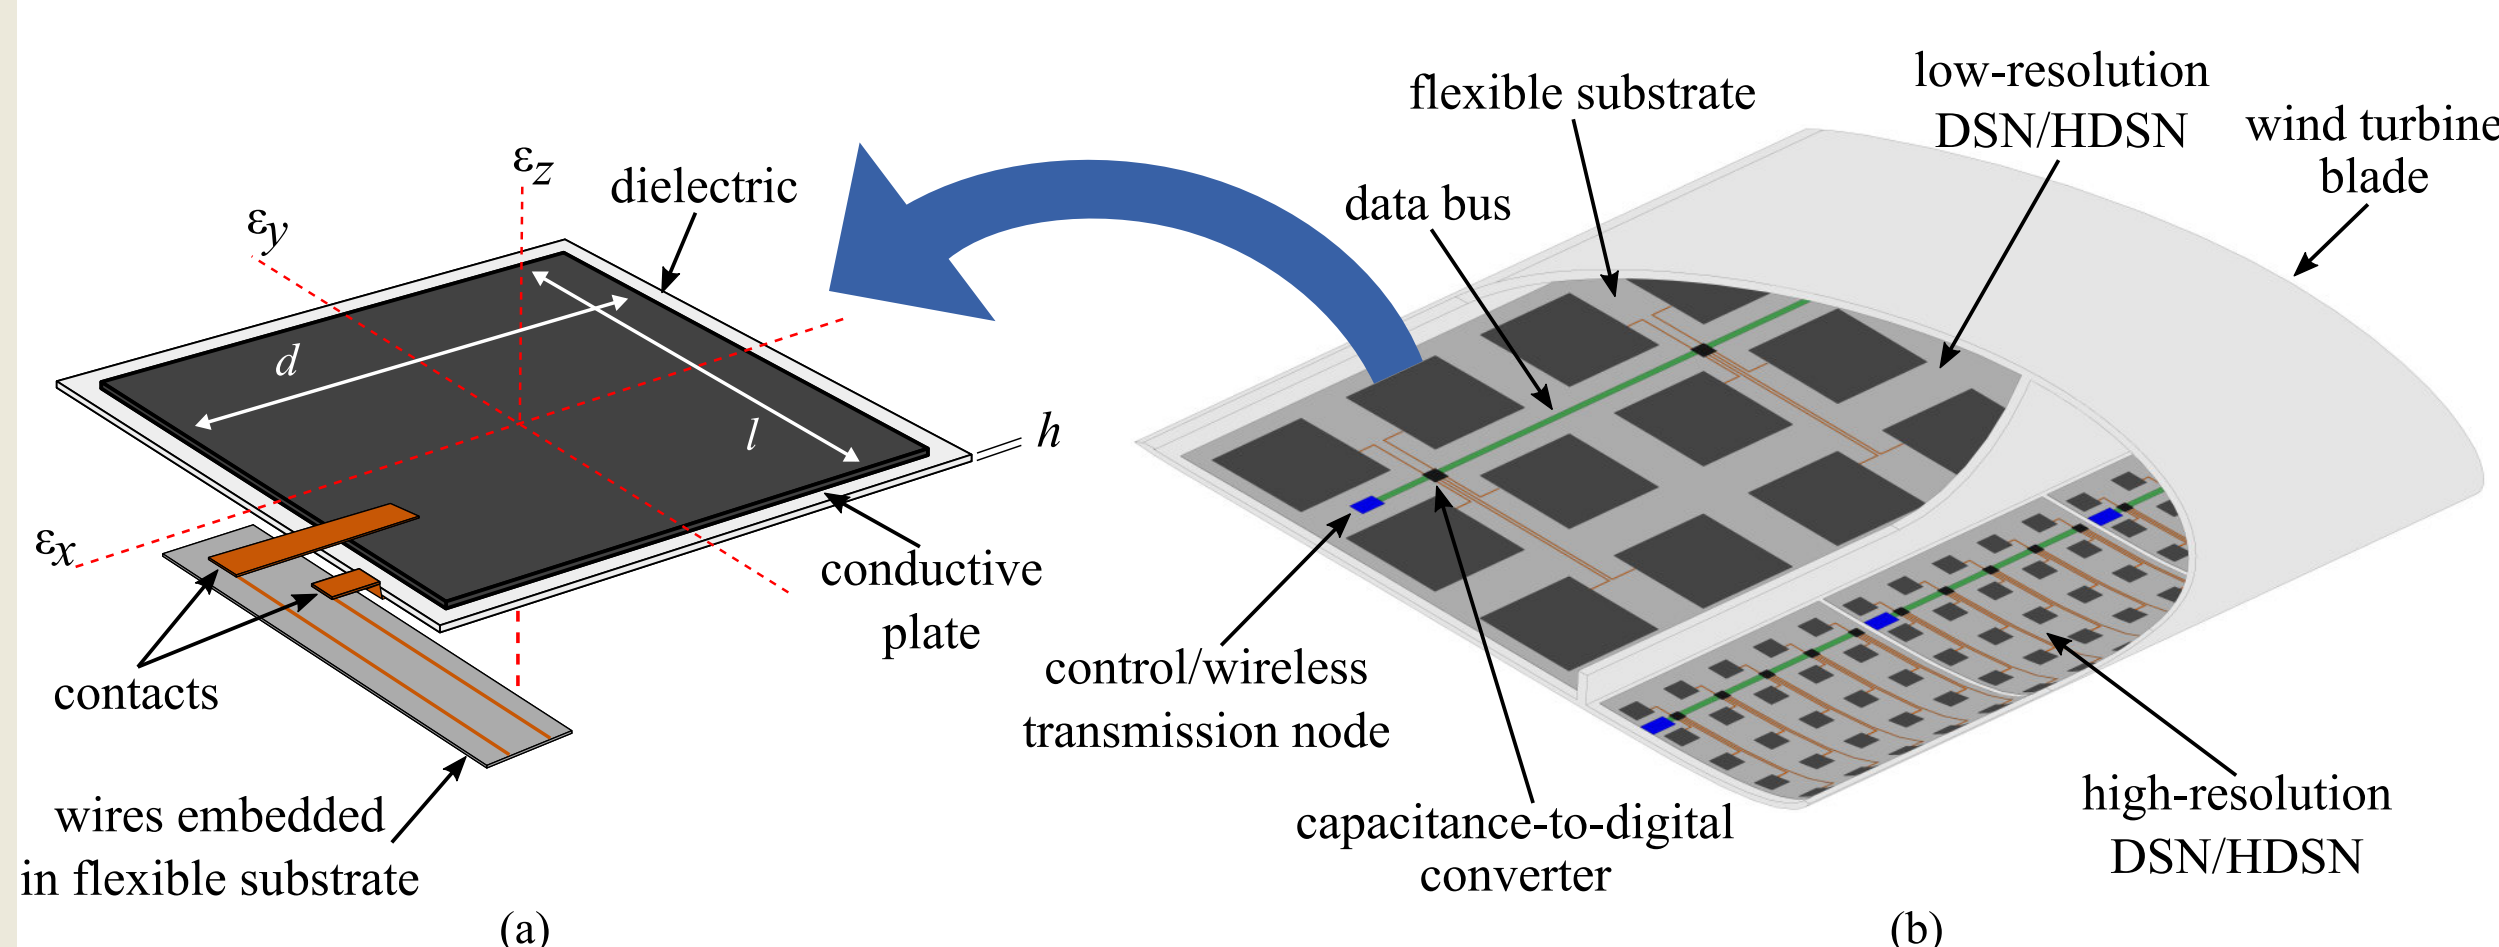 εz
εy
dielectric
d
l
h
εx
contacts
conductive
plate
wires embedded
in flexible substrate
(a)
flexible substrate
low-resolution
DSN/HDSN
wind turbine
blade
data bus
control/wireless
transmission node
capacitance-to-digital
converter
high-resolution
DSN/HDSN
(b)